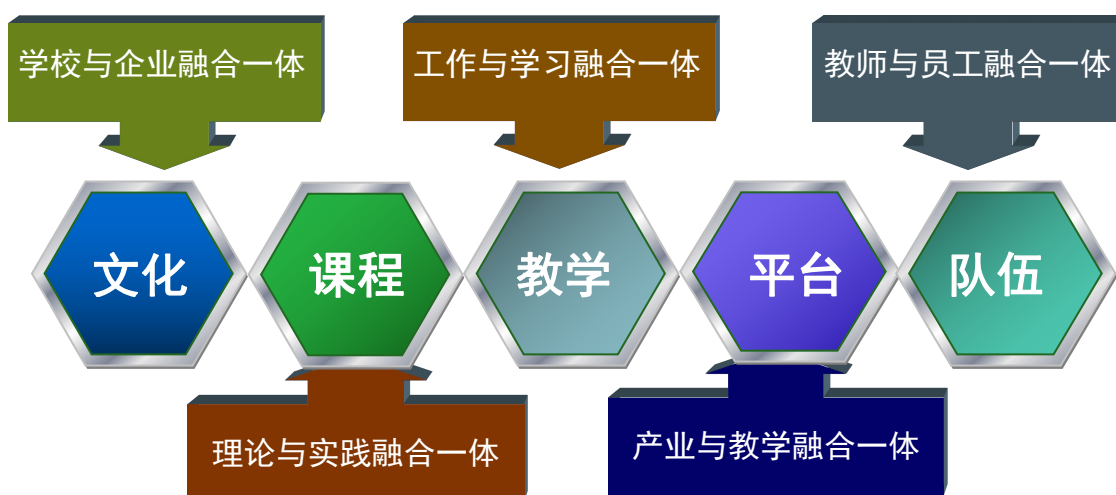 学校与企业融合一体
工作与学习融合一体
教师与员工融合一体
文化
课程
教学
平台
队伍
理论与实践融合一体
产业与教学融合一体